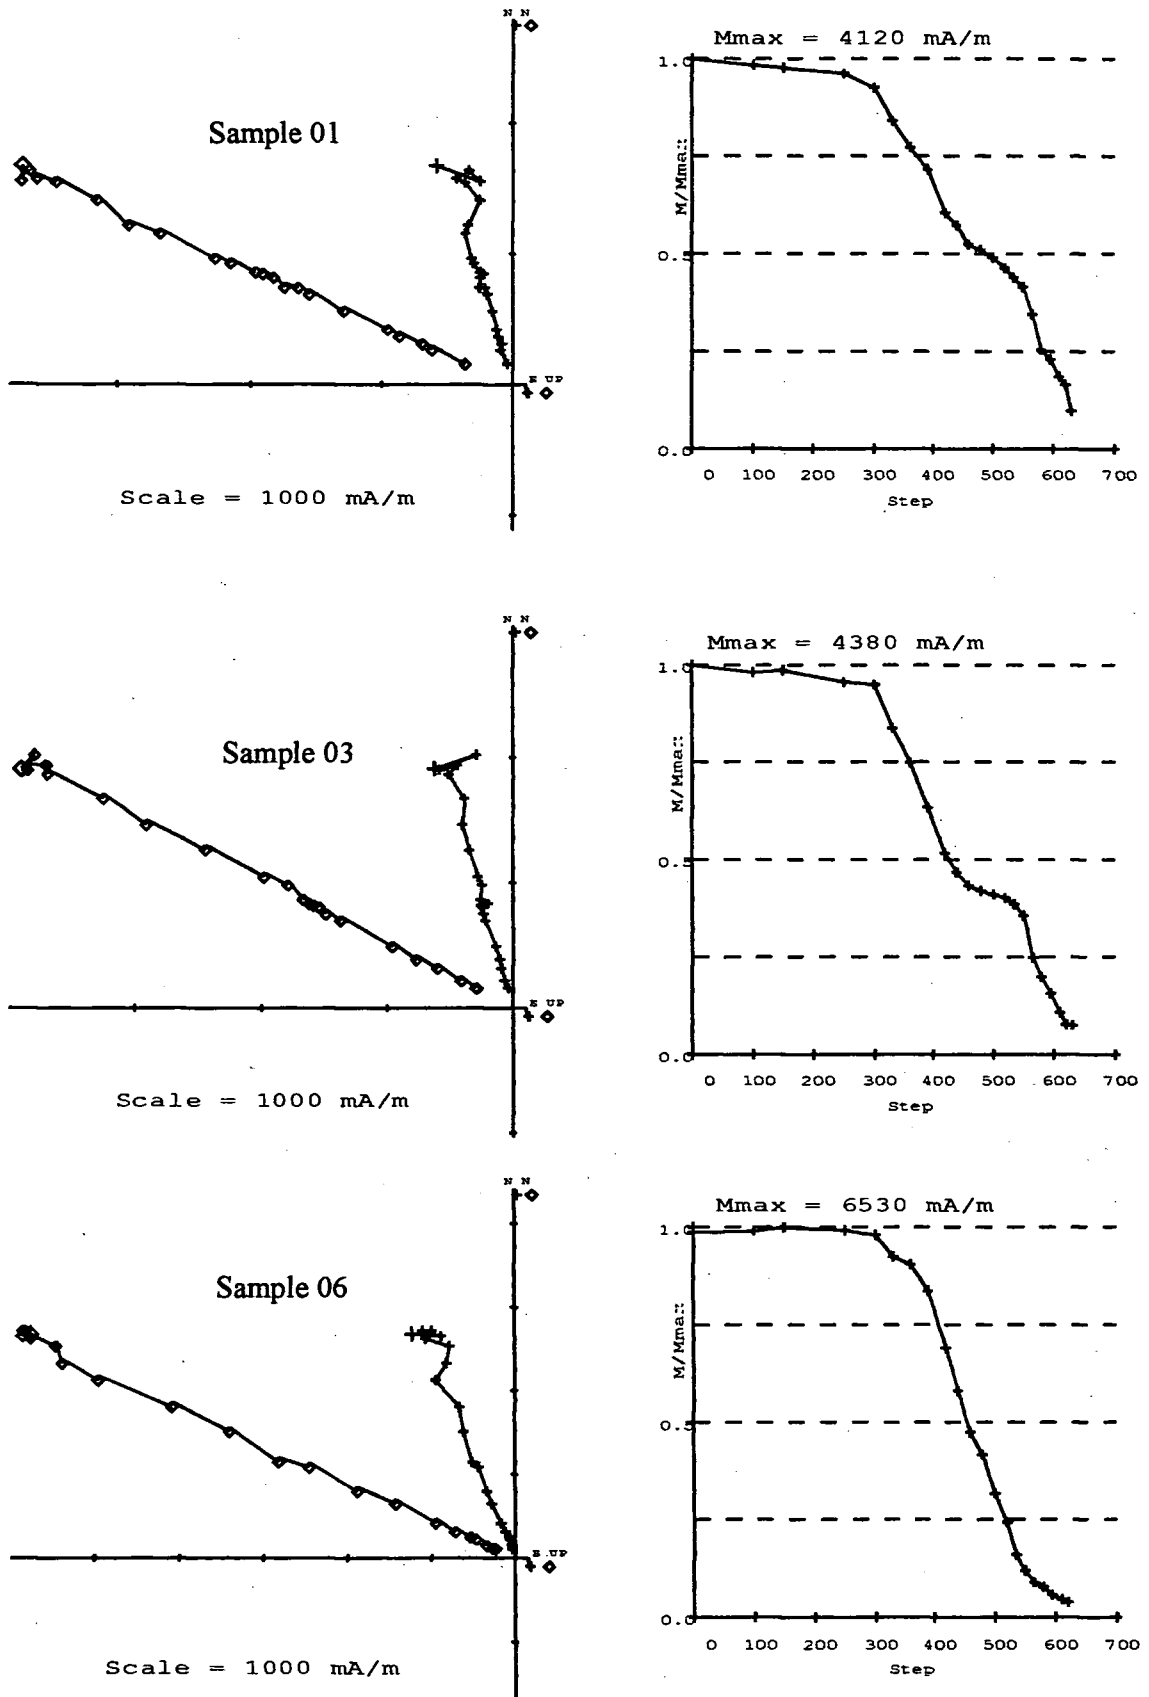 N N
Sample 01
E UP
Scale = 1000 mA/m
Mmax = 4120 mA/m
1.0
M/Mmax
0.5
0.0
0 100 200 300 400 500 600 700
Step
N N
Sample 03
E UP
Scale = 1000 mA/m
Mmax = 4380 mA/m
1.0
M/Mmax
0.5
0.0
0 100 200 300 400 500 600 700
Step
N N
Sample 06
E UP
Scale = 1000 mA/m
Mmax = 6530 mA/m
1.0
M/Mmax
0.5
0.0
0 100 200 300 400 500 600 700
Step